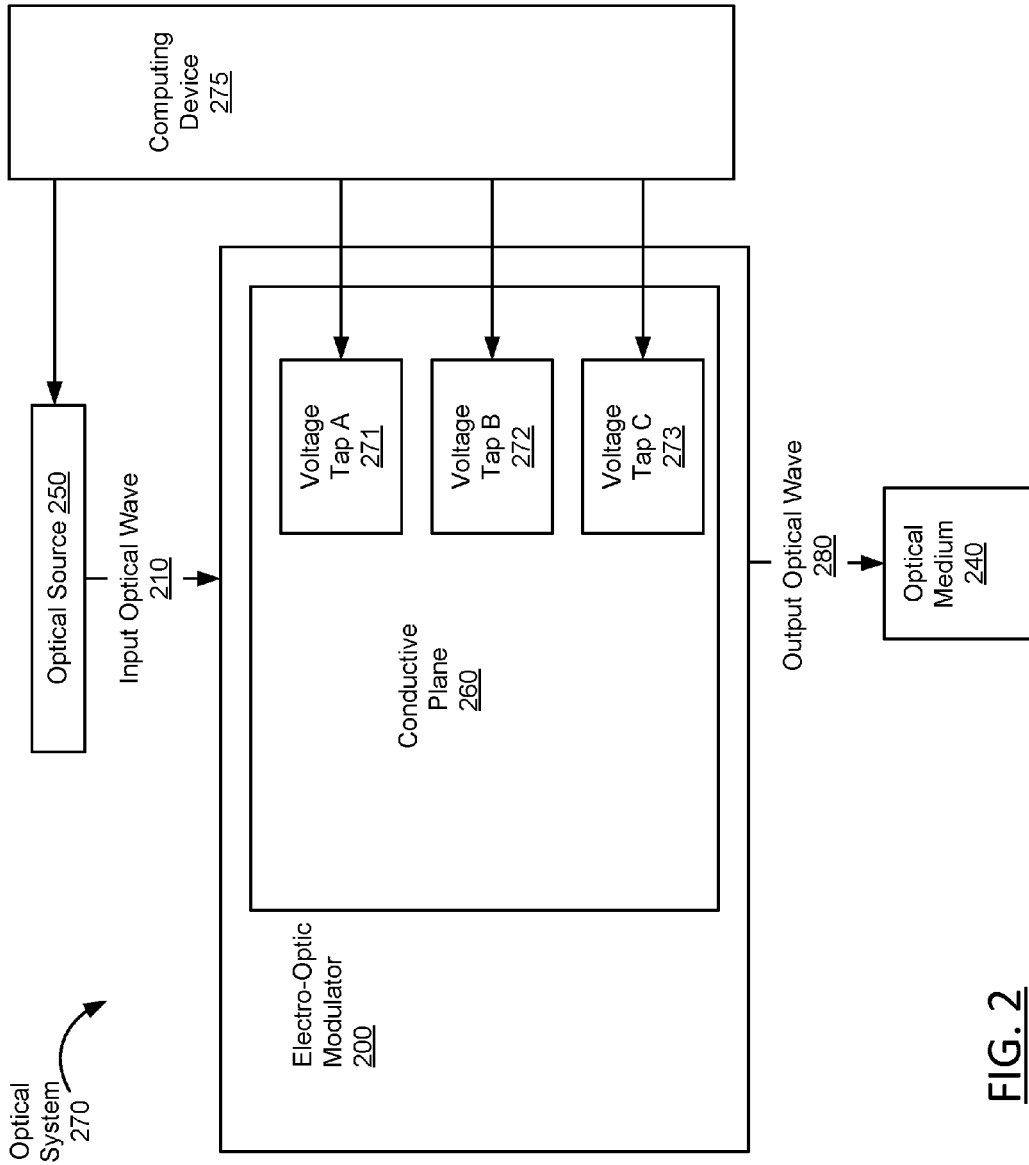 Optical
System
270
Optical Source 250
Input Optical Wave
210
Computing
Device
275
Electro-Optic
Modulator
200
Conductive
Plane
260
Voltage
Tap A
271
Voltage
Tap B
272
Voltage
Tap C
273
Output Optical Wave
280
Optical
Medium
240
FIG. 2